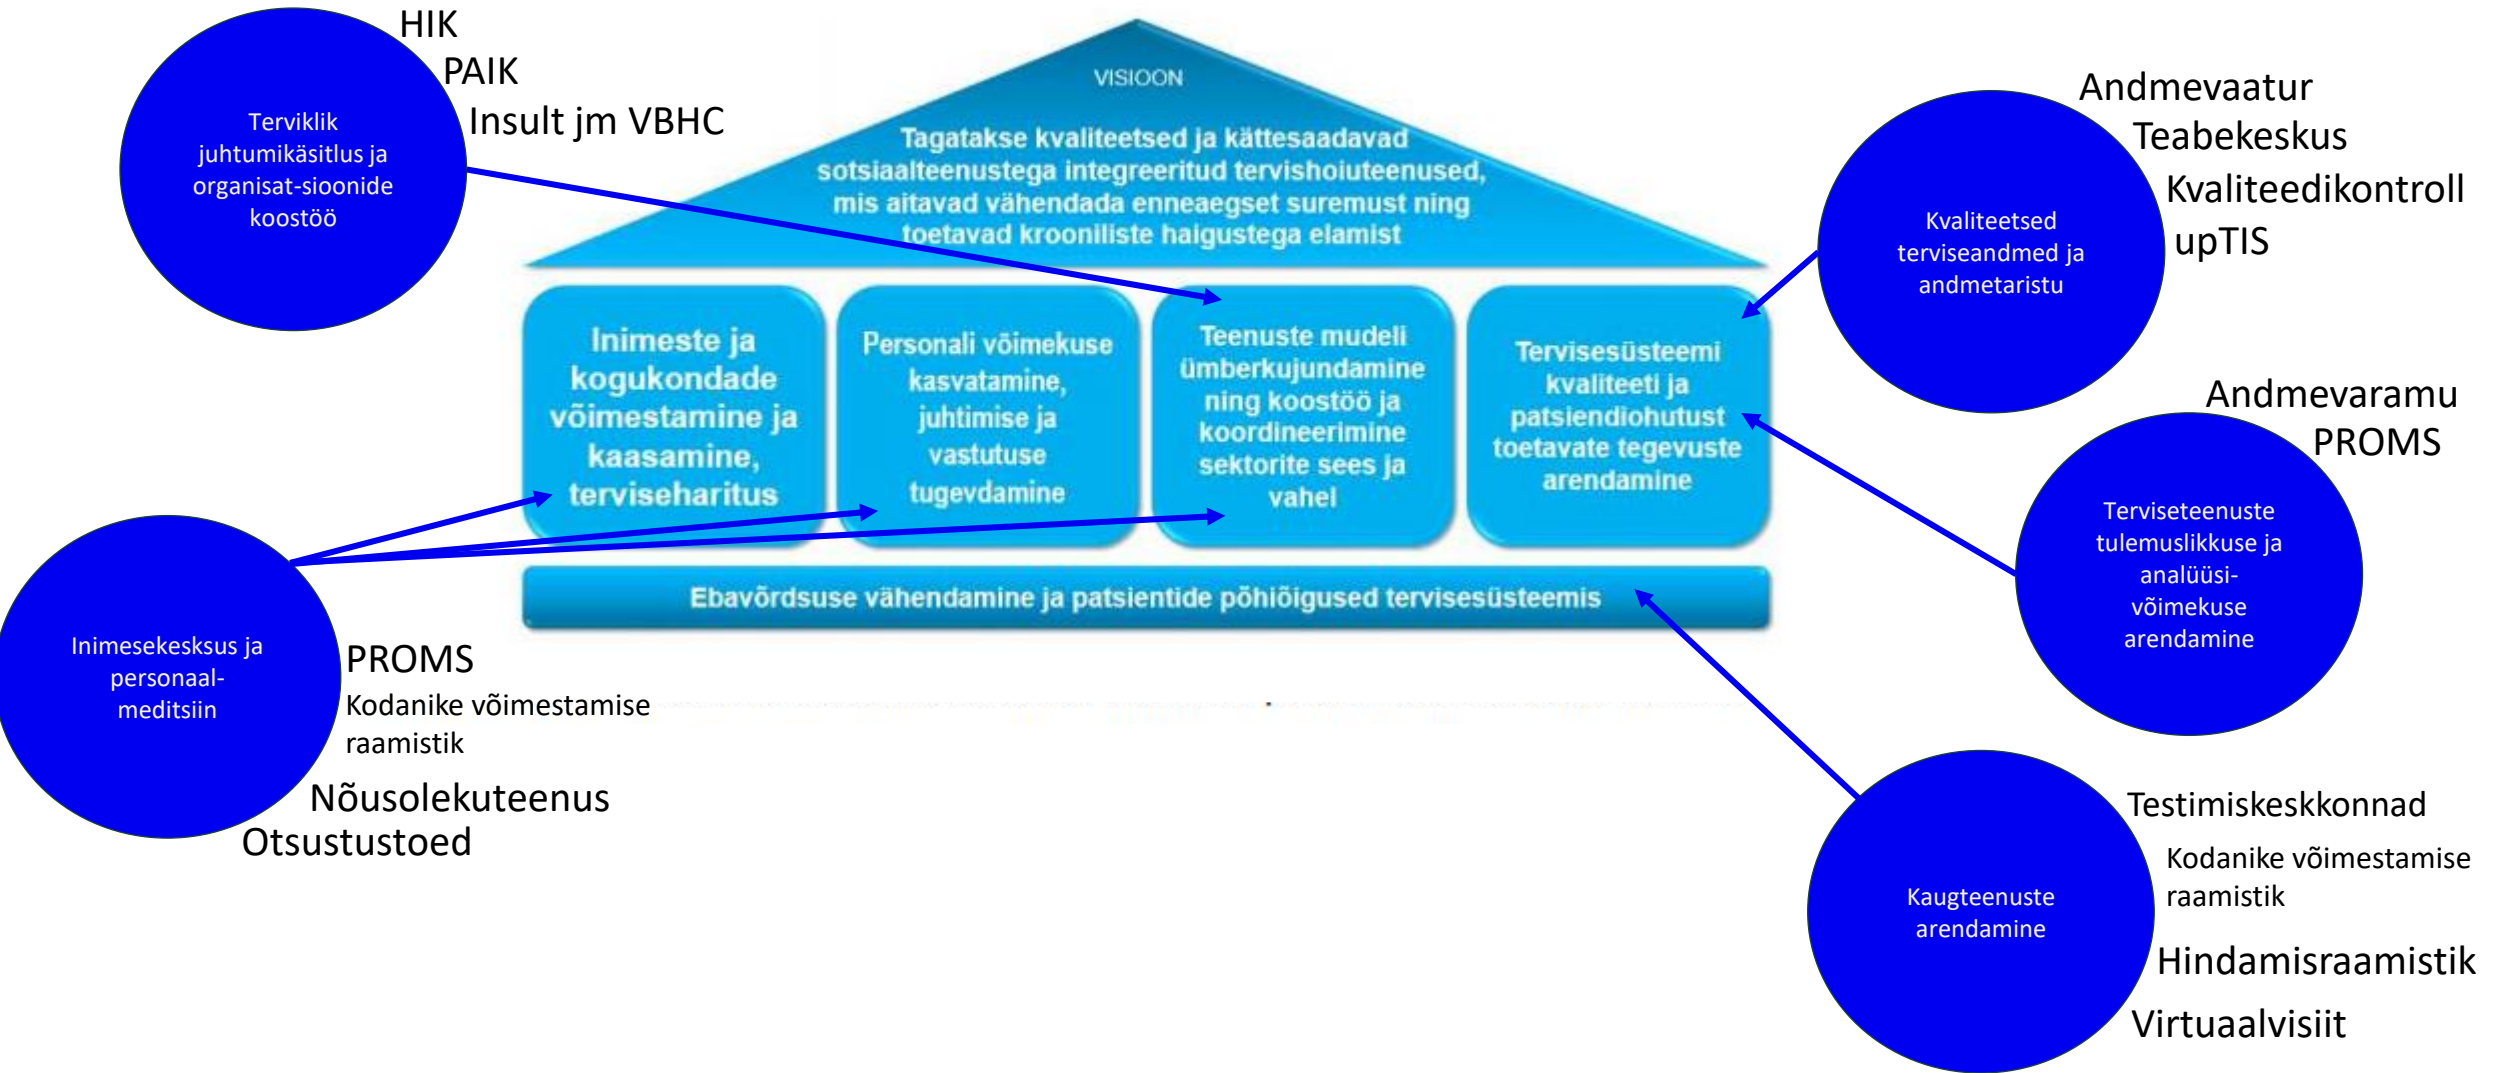 HIK
PAIK
Insult jm VBHC
Terviklik
juhtumikäsitlus ja
organisat-sioonide
koostöö
VISIOON
Tagatakse kvaliteetsed ja kättesaadavad
sotsiaalteenustega integreeritud tervishoiuteenused,
mis aitavad vähendada enneaegset suremust ning
toetavad krooniliste haigustega elamist
Andmevaatur
Teabekeskus
Kvaliteedikontroll
upTIS
Kvaliteetsed
terviseandmed ja
andmetaristu
Inimeste ja
kogukondade
võimestamine ja
kaasamine,
terviseharitus
Personali võimekuse
kasvatamine,
juhtimise ja
vastutuse
tugevdamine
Teenuste mudeli
ümberkujundamine
ning koostöö ja
koordineerimine
sektorite sees ja
vahel
Tervisesüsteemi
kvaliteeti ja
patsiendiohutust
toetavate tegevuste
arendamine
Andmevaramu
PROMS
Terviseteenuste
tulemuslikkuse ja
analüüsi-
võimekuse
arendamine
Ebavõrdsuse vähendamine ja patsientide põhiõigused tervisesüsteemis
Inimesekesksus ja
personaal-
meditsiin
PROMS
Kodanike võimestamise
raamistik
Nõusolekuteenus
Otsustustoed
Kaugteenuste
arendamine
Testimiskeskkonnad
Kodanike võimestamise
raamistik
Hindamisraamistik
Virtuaalvisiit